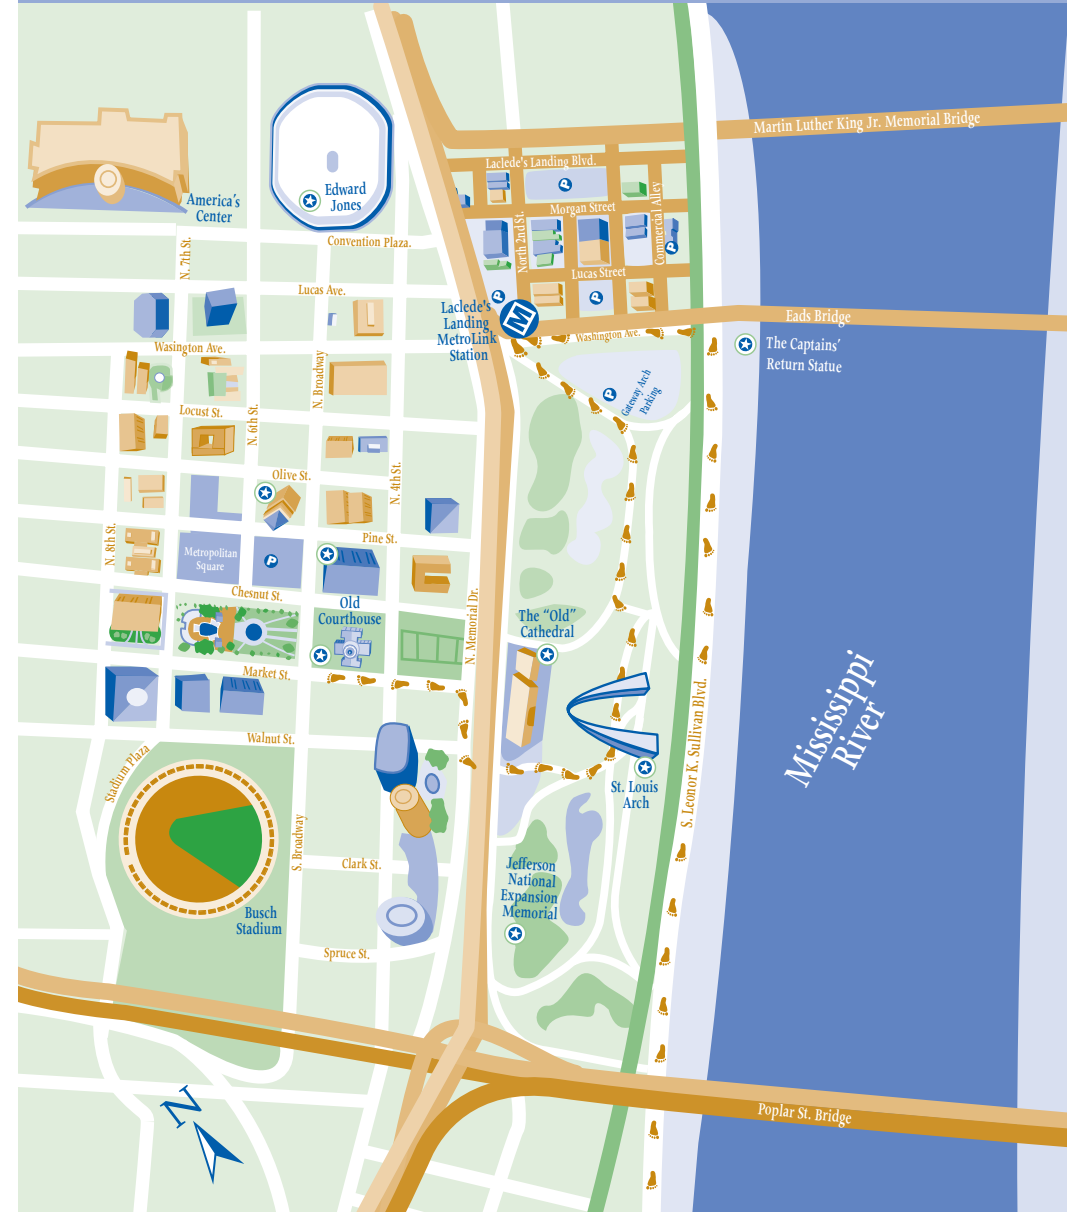 Martin Luther King Jr. Memorial Bridge
Laclede's Landing Blvd.
P
Edward
Jones
America's
Center
Morgan Street
Commercial Alley
North 2nd St.
P
Convention Plaza.
N. 7th St.
Lucas Street
Lucas Ave.
P
P
Laclede's
Landing
MetroLink
Station
M
Eads Bridge
Washington Ave.
The Captains'
Return Statue
Wasington Ave.
N. Broadway
Gateway Arch
Parking
P
Locust St.
N. 6th St.
Olive St.
N. 4th St.
N. 8th St.
Pine St.
Metropolitan
Square
P
Chesnut St.
Old
Courthouse
N. Memorial Dr.
The “Old”
Cathedral
Market St.
Mississippi
River
S. Leonor K. Sullivan Blvd.
Walnut St.
Stadium Plaza
St. Louis
Arch
S. Broadway
Clark St.
Jefferson
National
Expansion
Memorial
Busch
Stadium
Spruce St.
N
Poplar St. Bridge